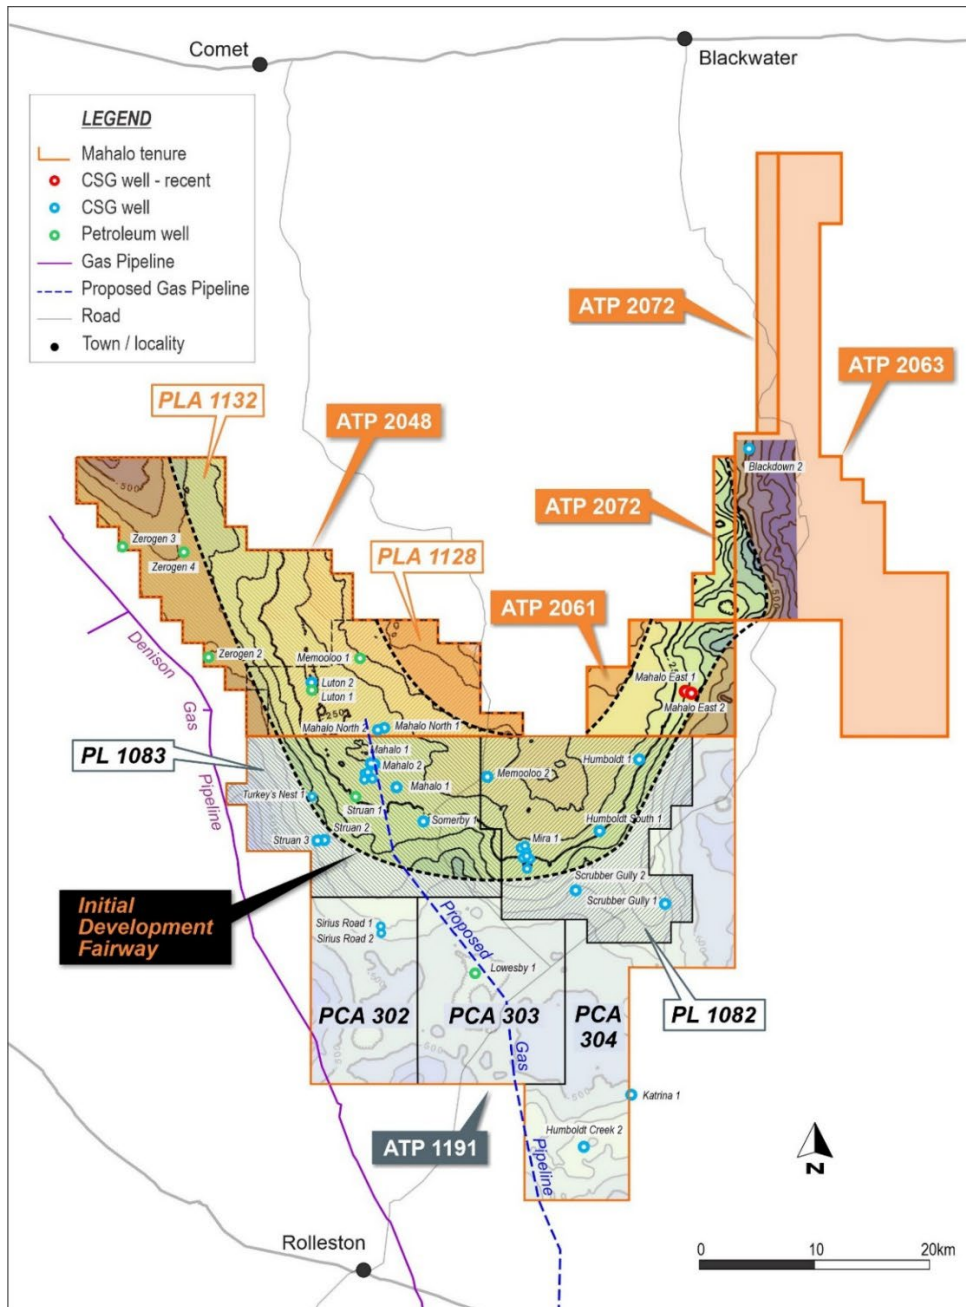 Comet
Blackwater
LEGEND
Mahalo tenure
CSG well - recent
CSG well
Petroleum well
Gas Pipeline
Proposed Gas Pipeline
Road
Town / locality
ATP 2072
ATP 2063
PLA 1132
ATP 2048
Blackdown 2
500
500
ATP 2072
Zerogen 3
Zerogen 4
PLA 1128
ATP 2061
Denison
Gas
Pipeline
Zerogen 2
Memooloo 1
Luton 2
Luton 1
250
Mahalo East 1
Mahalo East 2
Mahalo North 2
Mahalo North 1
PL 1083
Mahalo 1
Mahalo 2
Mahalo 1
Memooloo 2
Humboldt 1
Turkey's Nest 1
Struan 1
Somerby 1
Humboldt South 1
Struan 2
Struan 3
Mira 1
Scrubber Gully 2
Scrubber Gully 1
Initial
Development
Fairway
Sirius Road 1
Sirius Road 2
Proposed
Gas
Pipeline
Lowesby 1
PCA 302
PCA 303
PCA
304
PL 1082
500
500
Katrina 1
ATP 1191
Humboldt Creek 2
N
Rolleston
0
10
20km